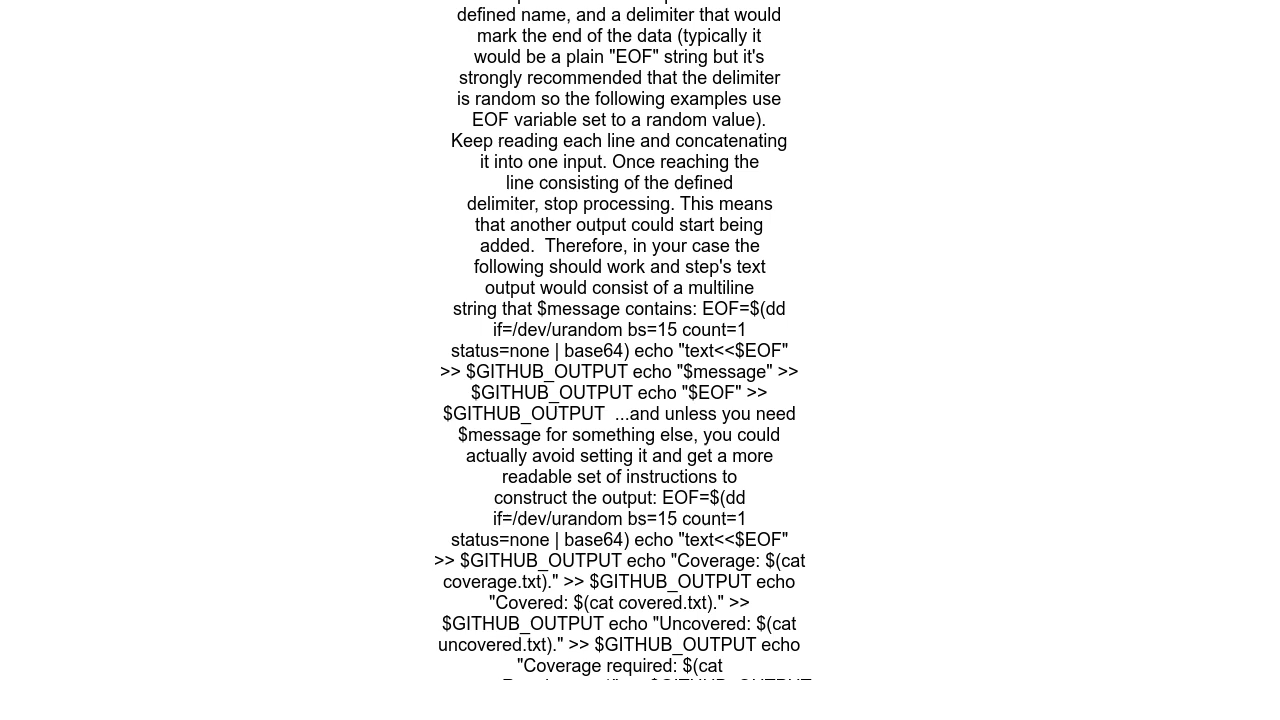 defined name, and a delimiter that would
mark the end of the data (typically it
would be a plain "EOF" string but it's
strongly recommended that the delimiter
is random so the following examples use
EOF variable set to a random value).
Keep reading each line and concatenating
it into one input. Once reaching the
line consisting of the defined
delimiter, stop processing. This means
that another output could start being
added.  Therefore, in your case the
following should work and step's text
output would consist of a multiline
string that $message contains: EOF=$(dd
if=/dev/urandom bs=15 count=1
status=none | base64) echo "text<<$EOF"
>> $GITHUB_OUTPUT echo "$message" >>
$GITHUB_OUTPUT echo "$EOF" >>
$GITHUB_OUTPUT  ...and unless you need
$message for something else, you could
actually avoid setting it and get a more
readable set of instructions to
construct the output: EOF=$(dd
if=/dev/urandom bs=15 count=1
status=none | base64) echo "text<<$EOF"
>> $GITHUB_OUTPUT echo "Coverage: $(cat
coverage.txt)." >> $GITHUB_OUTPUT echo
"Covered: $(cat covered.txt)." >>
$GITHUB_OUTPUT echo "Uncovered: $(cat
uncovered.txt)." >> $GITHUB_OUTPUT echo
"Coverage required: $(cat